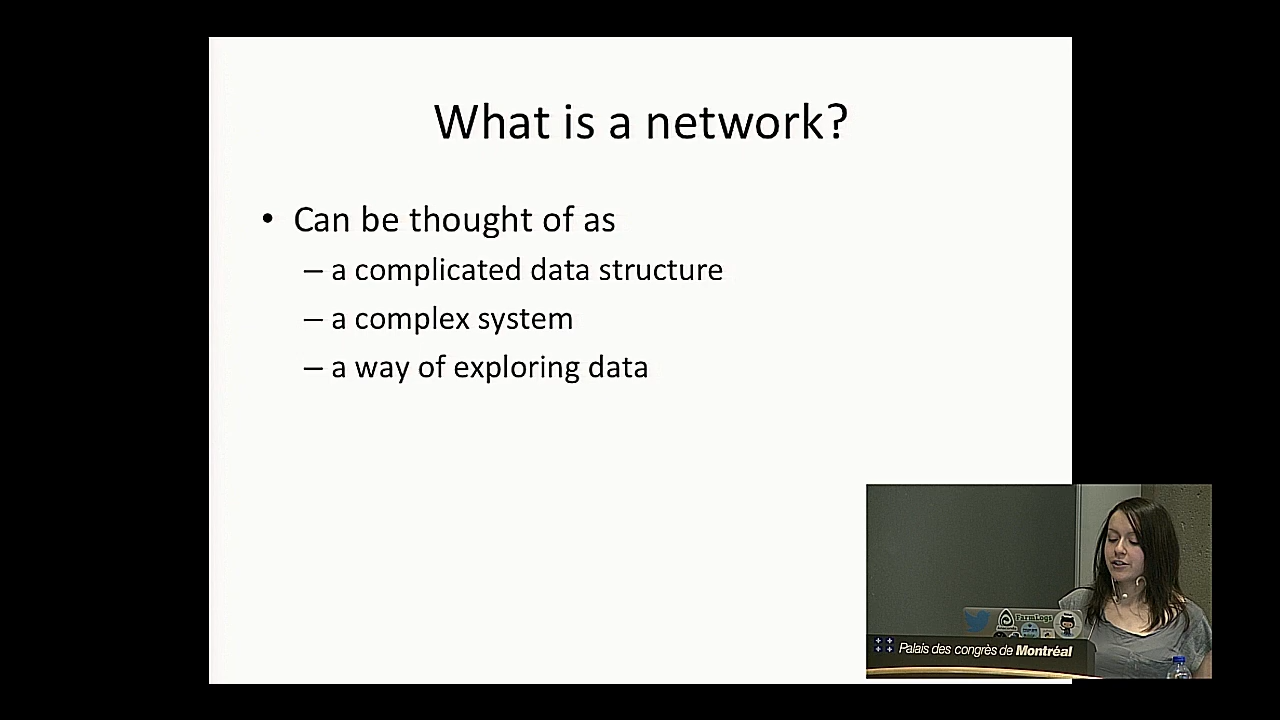 What is a network?
• Can be thought of as
– a complicated data structure
– a complex system
– a way of exploring data
FarmLogs
Palais des congrès de Montréal